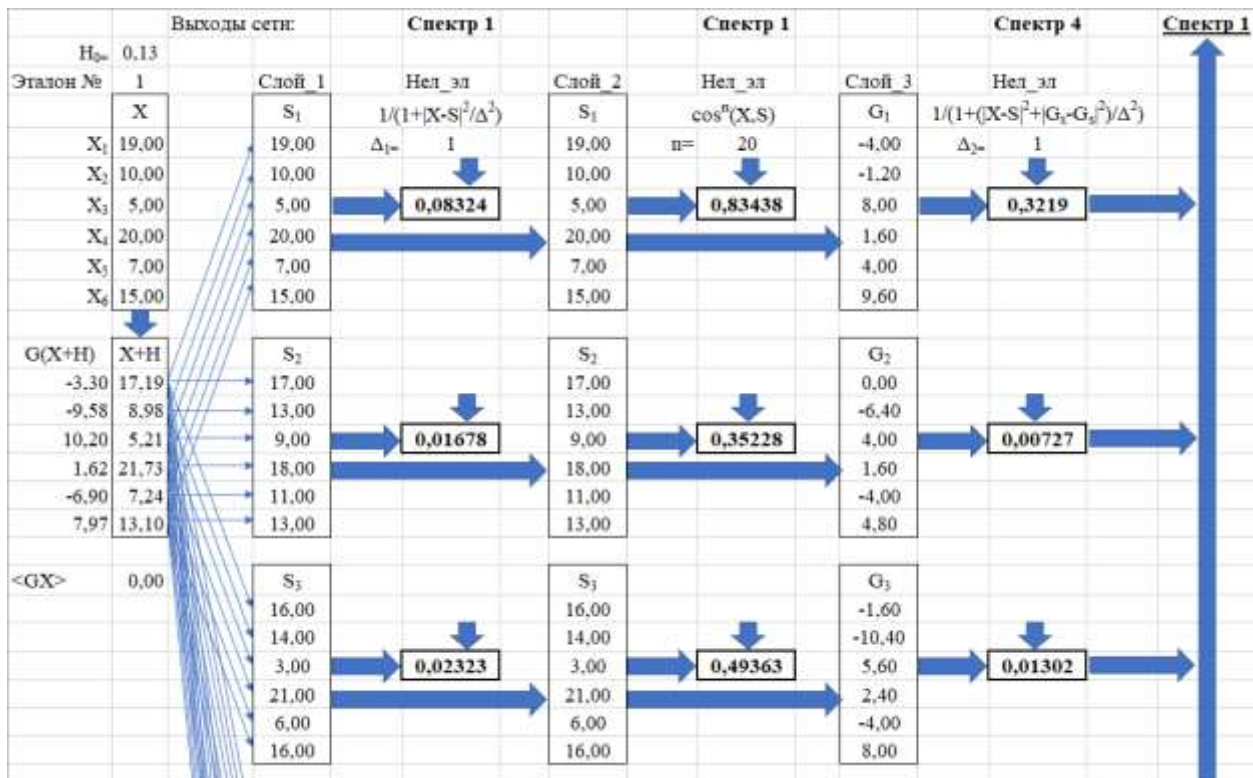 Выходы сети: Спектр 1 Спектр 1 Спектр 4 Спектр 1
H₀₌ 0.13
Эталон № 1 Слой_1 Нел_эл Слой_2 Нел_эл Слой_3 Нел_эл
X S₁ 1/(1+|X-S|²/Δ²) S₁ cosⁿ(X,S) G₁ 1/(1+(|X-S|²+|Gₓ-Gₛ|²)/Δ²)
X₁ 19,00 19,00 Δ₁₌ 1 19,00 n= 20 -4,00 Δ₂₌ 1
X₂ 10,00 10,00 10,00 -1,20
X₃ 5,00 5,00 0,08324 5,00 0,83438 8,00 0,3219
X₄ 20,00 20,00 20,00 1,60
X₅ 7,00 7,00 7,00 4,00
X₆ 15,00 15,00 15,00 9,60
G(X+H) X+H S₂ S₂ G₂
-3,30 17,19 17,00 17,00 0,00
-9,58 8,98 13,00 13,00 -6,40
10,20 5,21 9,00 0,01678 9,00 0,35228 4,00 0,00727
1,62 21,73 18,00 18,00 1,60
-6,90 7,24 11,00 11,00 -4,00
7,97 13,10 13,00 13,00 4,80
<GX> 0,00 S₃ S₃ G₃
16,00 16,00 -1,60
14,00 14,00 -10,40
3,00 0,02323 3,00 0,49363 5,60 0,01302
21,00 21,00 2,40
6,00 6,00 -4,00
16,00 16,00 8,00